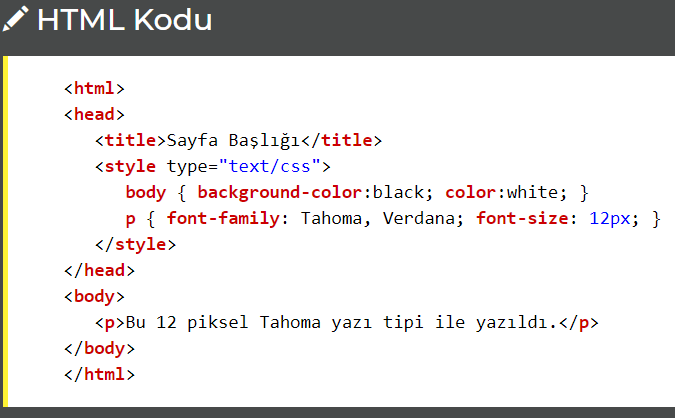 HTML Kodu
<html>
<head>
<title>Sayfa Başlığı</title>
<style type="text/css">
body { background-color:black; color:white; }
p { font-family: Tahoma, Verdana; font-size: 12px; }
</style>
</head>
<body>
<p>Bu 12 piksel Tahoma yazı tipi ile yazıldı.</p>
</body>
</html>